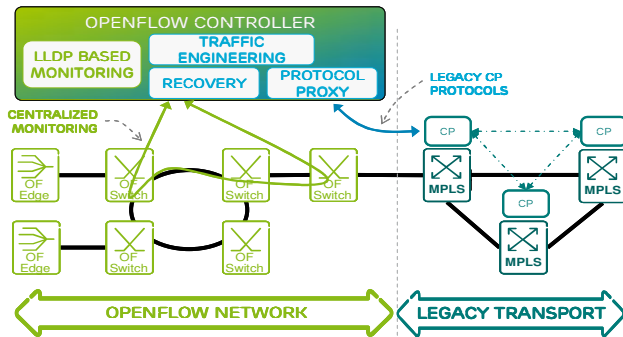 OPENFLOW CONTROLLER
LLDP BASED
MONITORING
TRAFFIC
ENGINEERING
RECOVERY
PROTOCOL
PROXY
LEGACY CP
PROTOCOLS
CENTRALIZED
MONITORING
CP
CP
OF
Edge
OF
Switch
OF
Switch
OF
Switch
MPLS
MPLS
CP
OF
Edge
OF
Switch
OF
Switch
MPLS
OPENFLOW NETWORK
LEGACY TRANSPORT